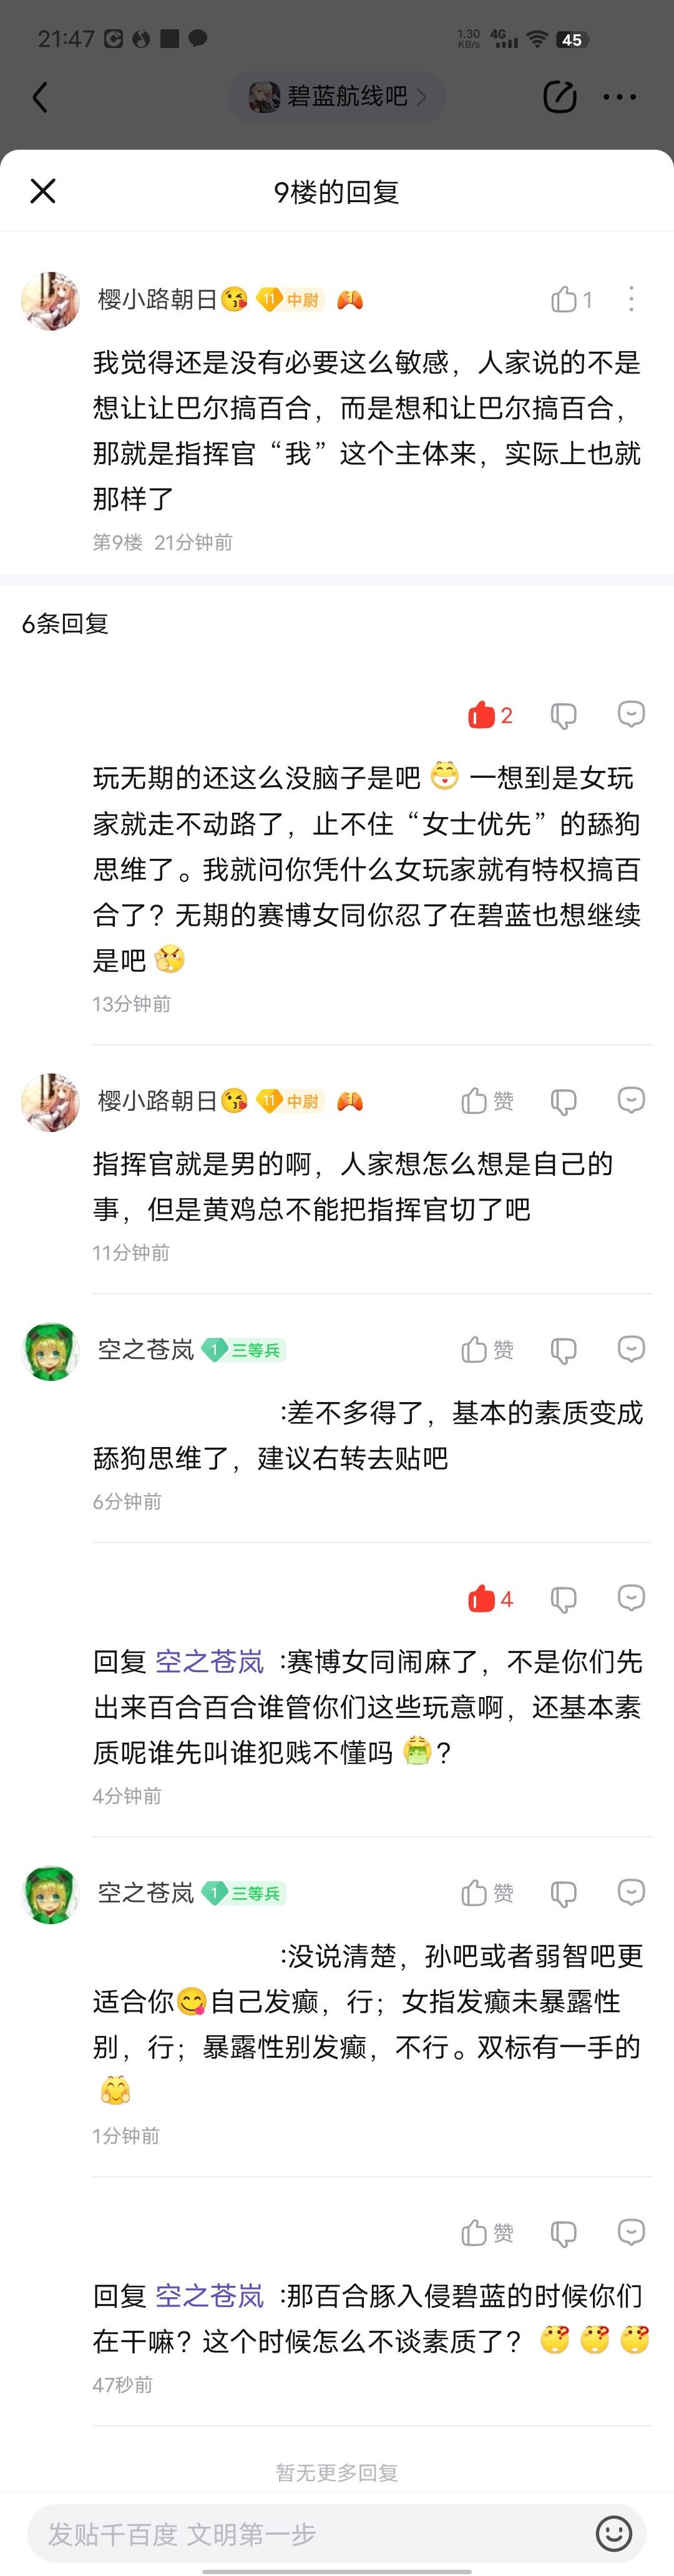 21:47
1.30
KB/s
4G
45
碧蓝航线吧
9楼的回复
樱小路朝日😘 11 中尉
1
我觉得还是没有必要这么敏感，人家说的不是
想让让巴尔搞百合，而是想和让巴尔搞百合，
那就是指挥官“我”这个主体来，实际上也就
那样了
第9楼 21分钟前
6条回复
2
玩无期的还这么没脑子是吧😁一想到是女玩
家就走不动路了，止不住“女士优先”的舔狗
思维了。我就问你凭什么女玩家就有特权搞百
合了？无期的赛博女同你忍了在碧蓝也想继续
是吧
13分钟前
樱小路朝日😘 11 中尉
赞
指挥官就是男的啊，人家想怎么想是自己的
事，但是黄鸡总不能把指挥官切了吧
11分钟前
空之苍岚 1 三等兵
赞
:差不多得了，基本的素质变成
舔狗思维了，建议右转去贴吧
6分钟前
4
回复 空之苍岚 :赛博女同闹麻了，不是你们先
出来百合百合谁管你们这些玩意啊，还基本素
质呢谁先叫谁犯贱不懂吗😷？
4分钟前
空之苍岚 1 三等兵
赞
:没说清楚，孙吧或者弱智吧更
适合你😋自己发癫，行；女指发癫未暴露性
别，行；暴露性别发癫，不行。双标有一手的
🤗
1分钟前
赞
回复 空之苍岚 :那百合豚入侵碧蓝的时候你们
在干嘛？这个时候怎么不谈素质了？
47秒前
暂无更多回复
发贴千百度 文明第一步